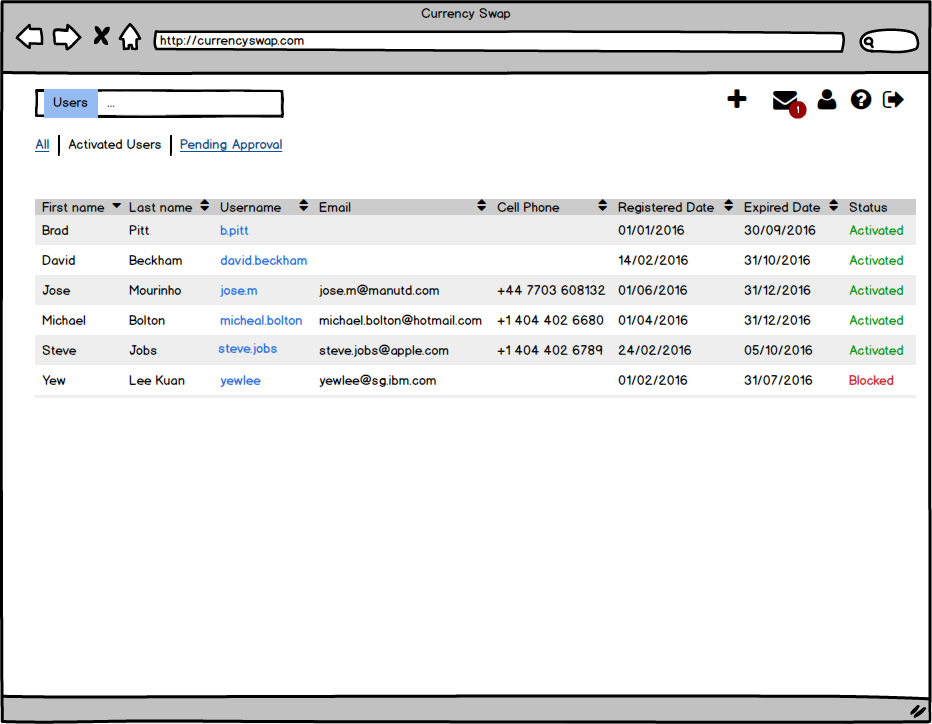 Currency Swap
http://currencyswap.com
Users ...
1
All Activated Users Pending Approval
First name Last name Username Email Cell Phone Registered Date Expired Date Status
Brad Pitt b.pitt 01/01/2016 30/09/2016 Activated
David Beckham david.beckham 14/02/2016 31/10/2016 Activated
Jose Mourinho jose.m jose.m@manutd.com +44 7703 608132 01/06/2016 31/12/2016 Activated
Michael Bolton micheal.bolton michael.bolton@hotmail.com +1 404 402 6680 01/04/2016 31/12/2016 Activated
Steve Jobs steve.jobs steve.jobs@apple.com +1 404 402 6789 24/02/2016 05/10/2016 Activated
Yew Lee Kuan yewlee yewlee@sg.ibm.com 01/02/2016 31/07/2016 Blocked